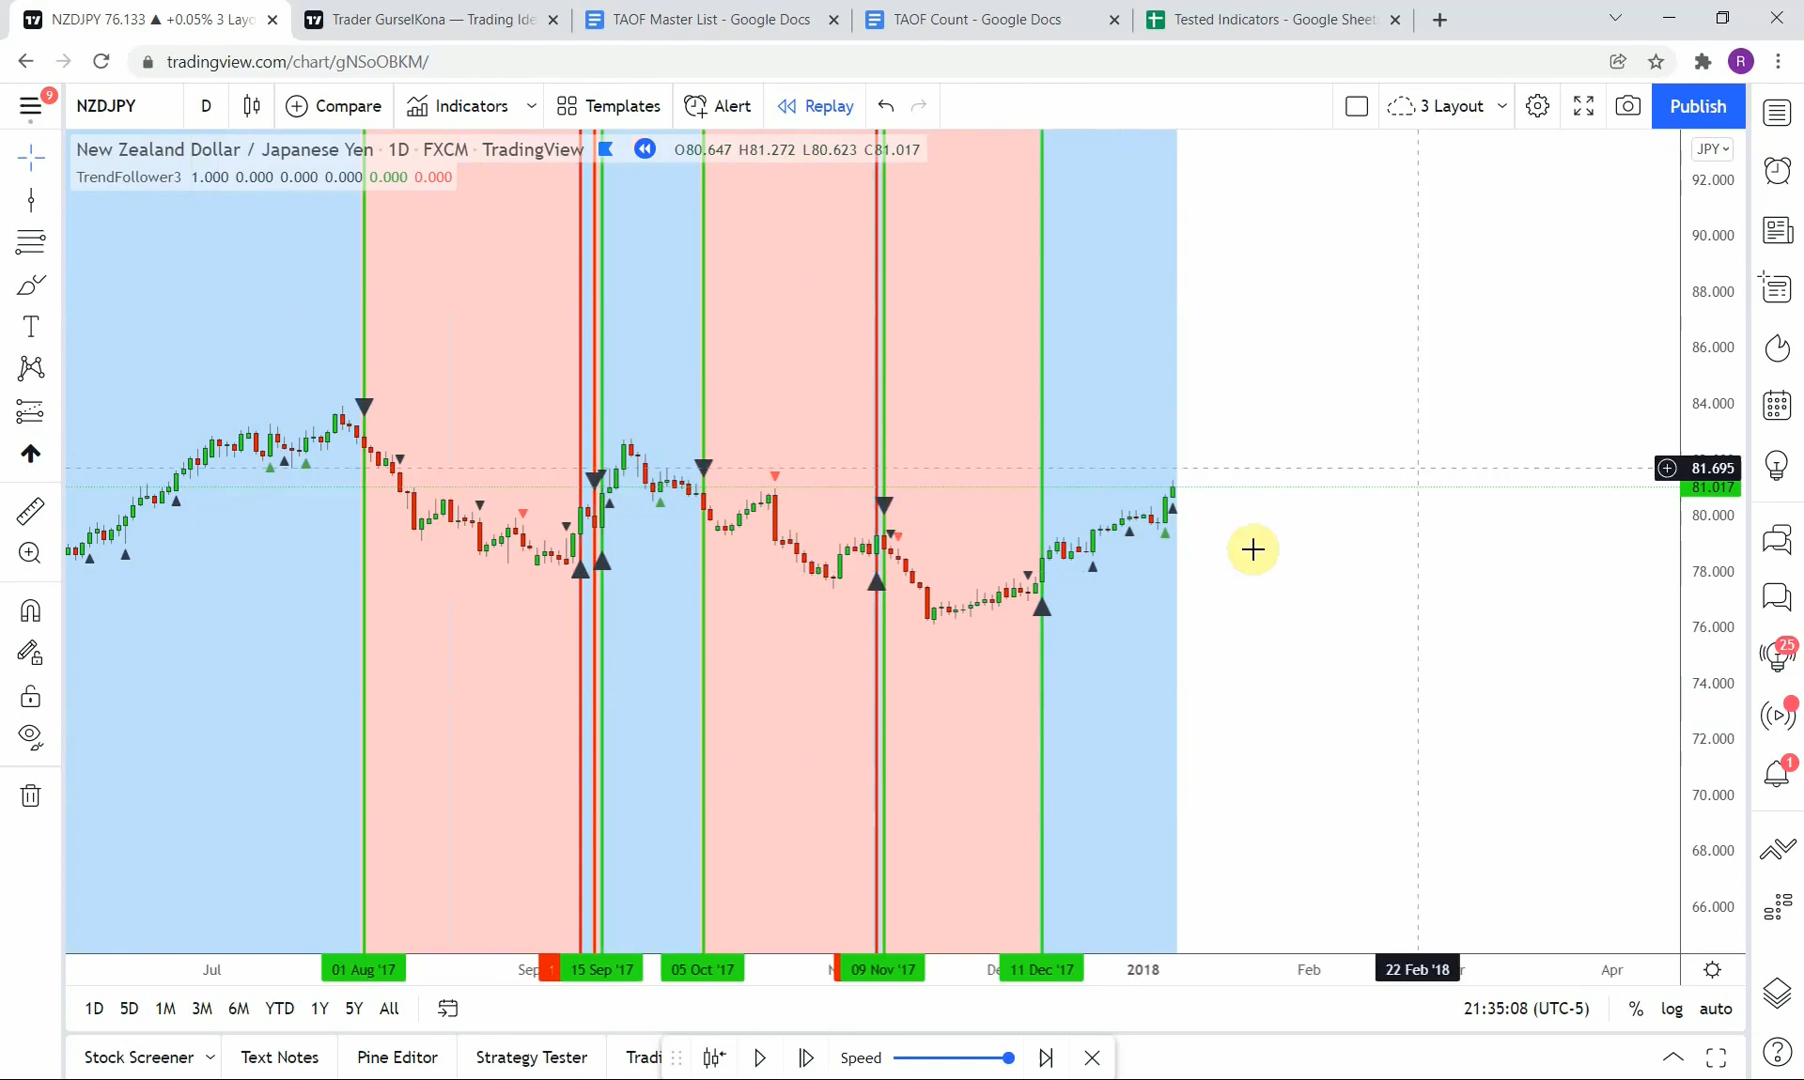 NZDJPY 76.133 ▲ +0.05% 3 Layo
Trader GurselKona — Trading Ide
TAOF Master List - Google Docs
TAOF Count - Google Docs
Tested Indicators - Google Sheet
tradingview.com/chart/gNSoOBKM/
R
9
NZDJPY
D
Compare
Indicators
Templates
Alert
Replay
3 Layout
Publish
New Zealand Dollar / Japanese Yen · 1D · FXCM · TradingView
O80.647 H81.272 L80.623 C81.017
JPY
TrendFollower3 1.000 0.000 0.000 0.000 0.000 0.000
92.000
90.000
88.000
86.000
84.000
81.695
81.017
80.000
78.000
76.000
74.000
72.000
70.000
68.000
66.000
25
1
Jul
01 Aug '17
Sep
15 Sep '17
05 Oct '17
09 Nov '17
11 Dec '17
2018
Feb
22 Feb '18
Apr
1D 5D 1M 3M 6M YTD 1Y 5Y All
21:35:08 (UTC-5)
% log auto
Stock Screener
Text Notes
Pine Editor
Strategy Tester
Tradi
Speed